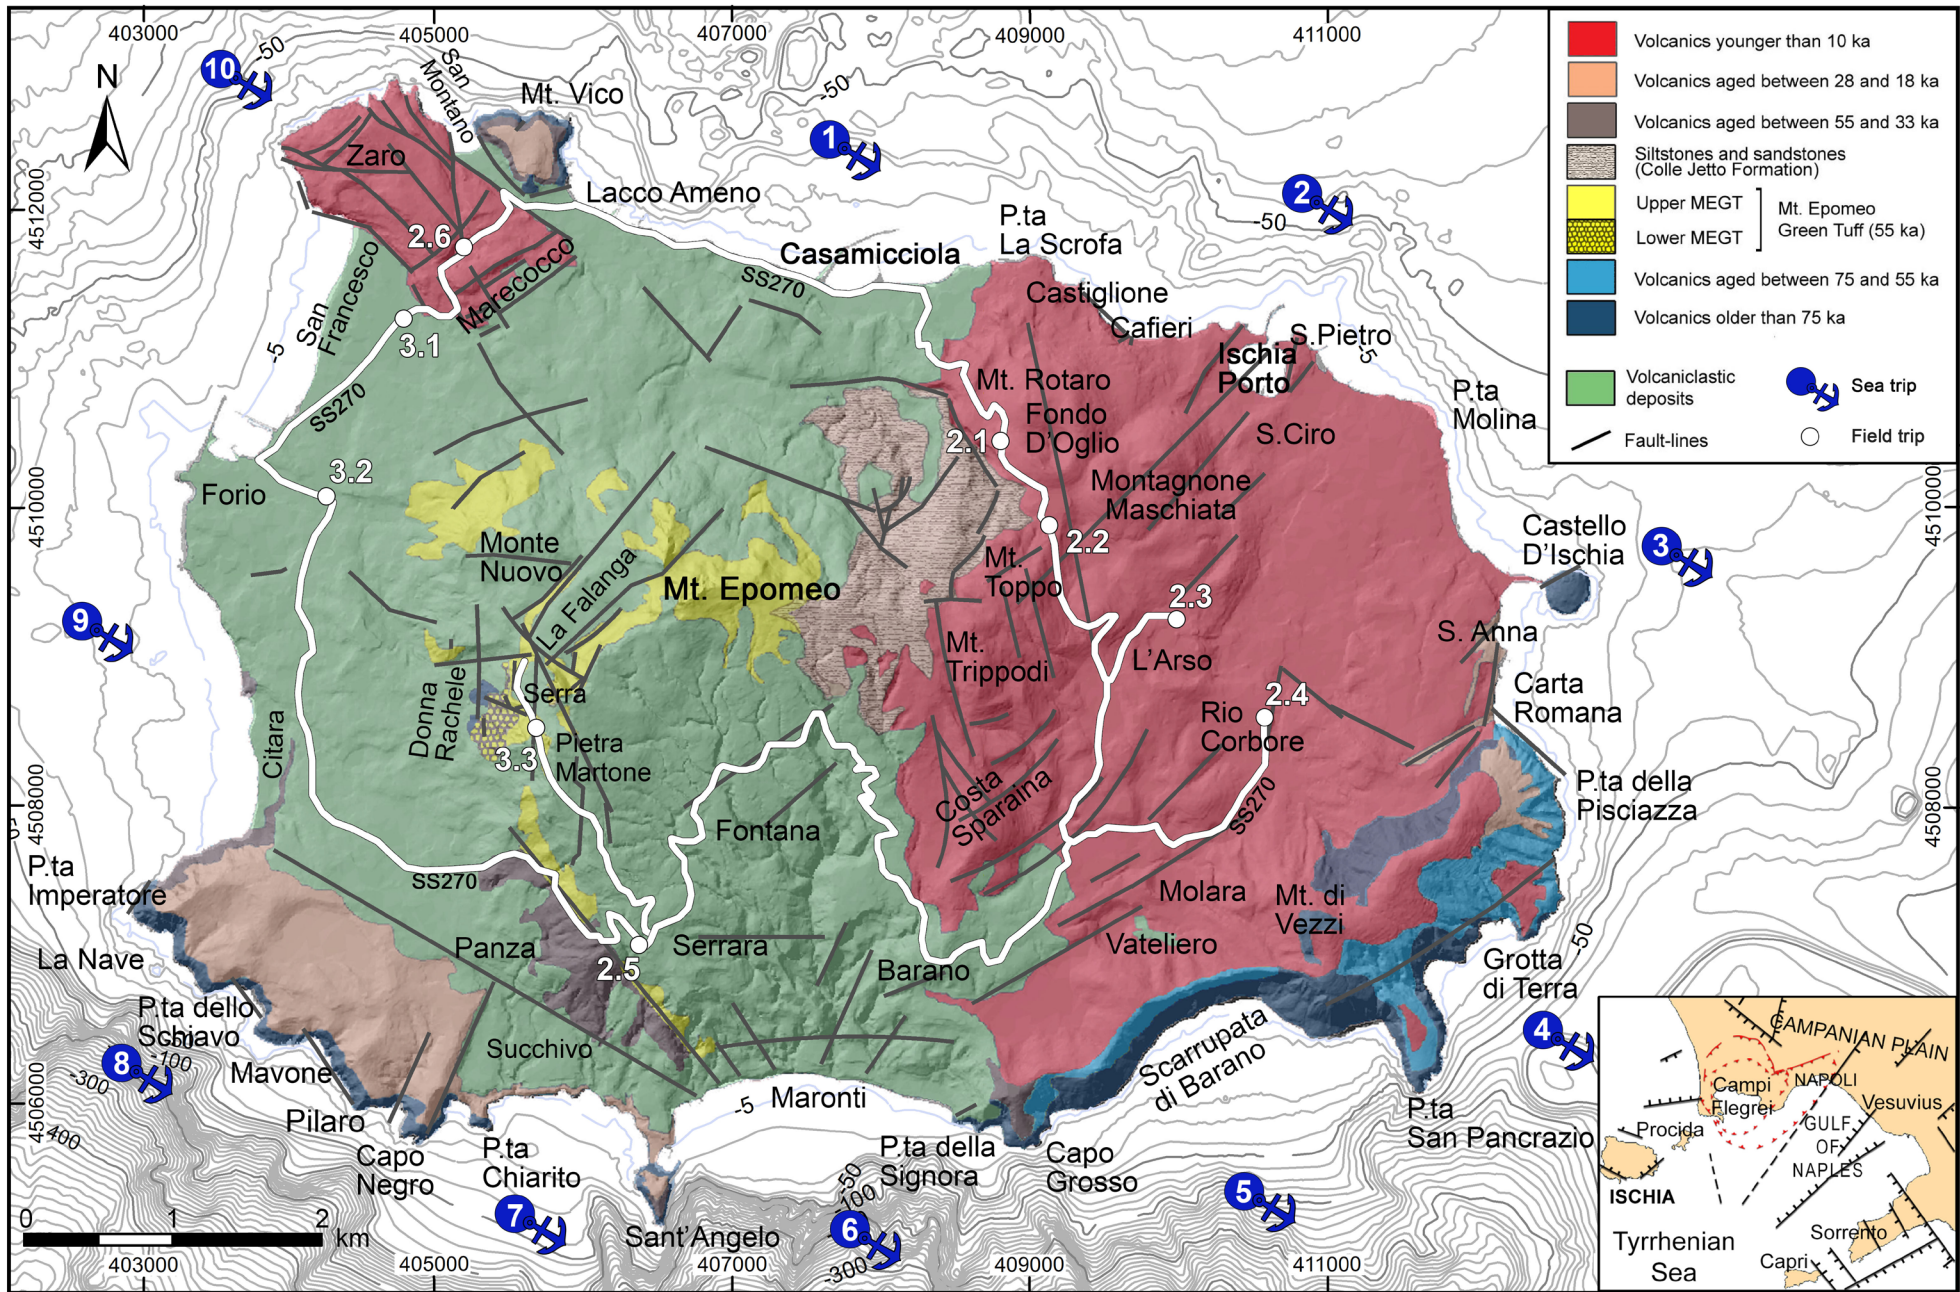 403000
405000
407000
409000
411000
Volcanics younger than 10 ka
Volcanics aged between 28 and 18 ka
Volcanics aged between 55 and 33 ka
Siltstones and sandstones
(Colle Jetto Formation)
Upper MEGT
Lower MEGT
Mt. Epomeo
Green Tuff (55 ka)
Volcanics aged between 75 and 55 ka
Volcanics older than 75 ka
Volcaniclastic
deposits
Sea trip
Fault-lines
Field trip
N
10
-50
San
Montano
Mt. Vico
-50
1
2
-50
Zaro
Lacco Ameno
4512000
2.6
P.ta
La Scrofa
Casamicciola
SS270
Marecocco
San
Francesco
-5
3.1
Castiglione
Cafieri
S.Pietro
-5
Ischia
Porto
SS270
Mt. Rotaro
Fondo
D'Oglio
2.1
S.Ciro
P.ta
Molina
Forio
3.2
4510000
4510000
Montagnone
Maschiata
2.2
Monte
Nuovo
La Falanga
Mt. Epomeo
Mt.
Toppo
2.3
Castello
D'Ischia
3
9
S. Anna
Mt.
Trippodi
L'Arso
Donna
Rachele
Serra
2.4
Rio
Corbore
Carta
Romana
Citara
3.3
Pietra
Martone
Costa
Sparaina
SS270
P.ta della
Pisciazza
4508000
4508000
Fontana
P.ta
Imperatore
SS270
Molara
Mt. di
Vezzi
Panza
Serrara
2.5
Barano
Vateliero
La Nave
Grotta
di Terra
-50
P.ta dello
Schiavo
-100
-300
8
Mavone
Succhivo
Scarrupata
di Barano
4
4506000
400
Pilaro
Maronti
-5
P.ta
San Pancrazio
Capo
Negro
P.ta
Chiarito
P.ta della
Signora
Capo
Grosso
-50
-100
-300
7
6
5
Sant'Angelo
0
1
2
km
403000
405000
407000
409000
411000
CAMPANIAN PLAIN
Campi
Flegrei
NAPOLI
Vesuvius
Procida
GULF
OF
NAPLES
ISCHIA
Tyrrhenian
Sea
Sorrento
Capri